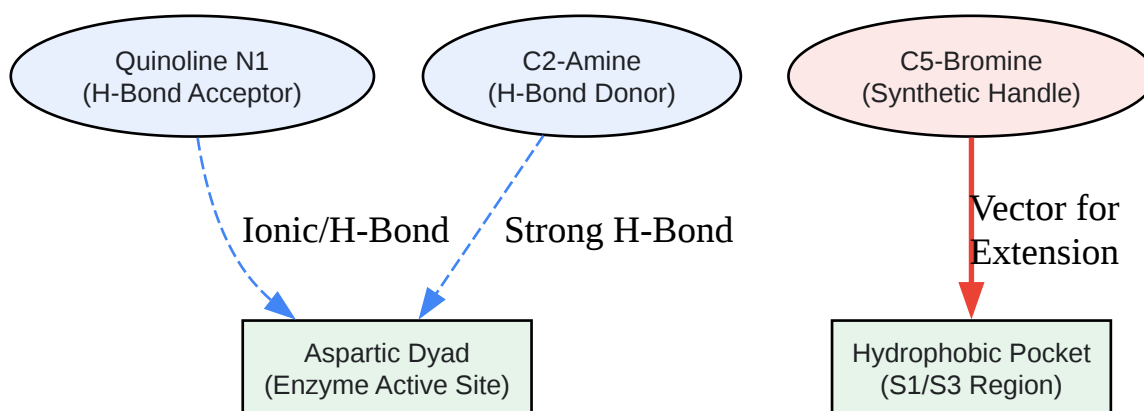 Quinoline N1
(H-Bond Acceptor)
C2-Amine
(H-Bond Donor)
C5-Bromine
(Synthetic Handle)
Ionic/H-Bond
Strong H-Bond
Vector for
Extension
Aspartic Dyad
(Enzyme Active Site)
Hydrophobic Pocket
(S1/S3 Region)